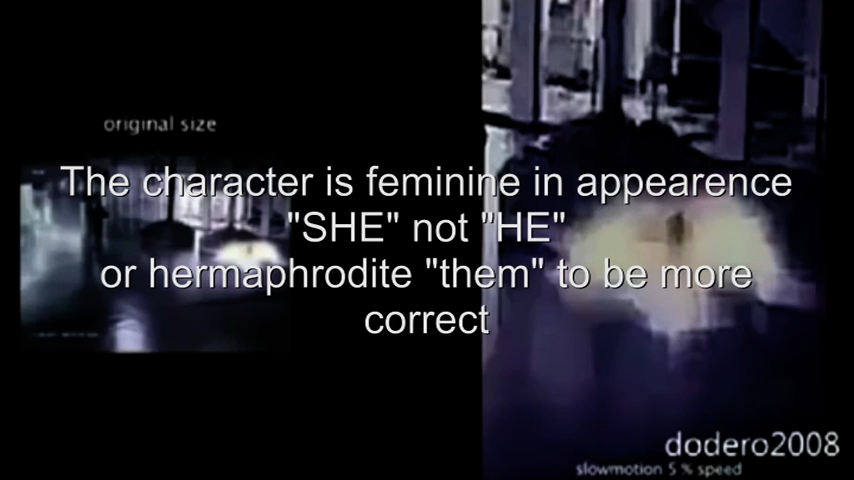 original size
The character is feminine in appearence
"SHE" not "HE"
or hermaphrodite "them" to be more
correct
dodero2008
slowmotion 5 % speed